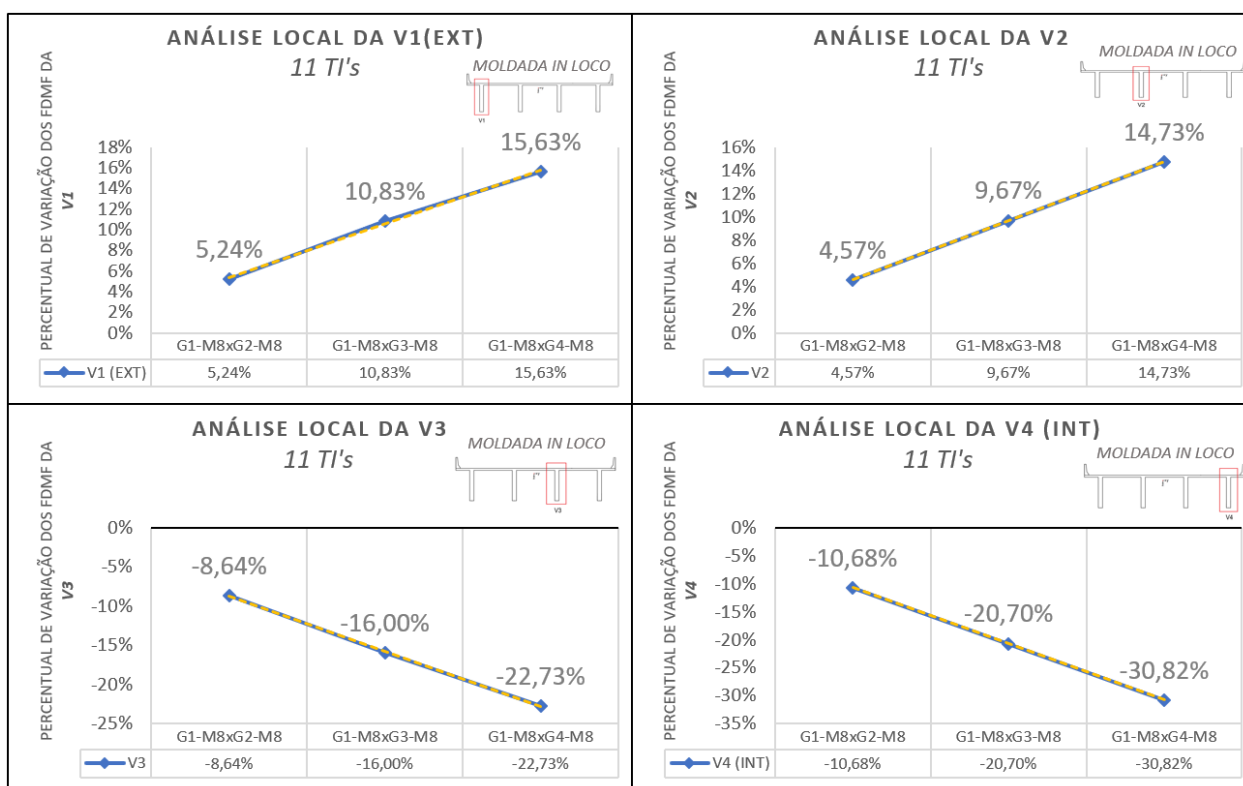 ANÁLISE LOCAL DA V1(EXT)
11 TI's
MOLDADA IN LOCO
V1
PERCENTUAL DE VARIAÇÃO DOS FDMF DA
V1
18%
16%
14%
12%
10%
8%
6%
4%
2%
0%
5,24%
10,83%
15,63%
G1-M8xG2-M8 G1-M8xG3-M8 G1-M8xG4-M8
V1 (EXT) 5,24% 10,83% 15,63%
ANÁLISE LOCAL DA V2
11 TI's
MOLDADA IN LOCO
V2
PERCENTUAL DE VARIAÇÃO DOS FDMF DA
V2
16%
14%
12%
10%
8%
6%
4%
2%
0%
4,57%
9,67%
14,73%
G1-M8xG2-M8 G1-M8xG3-M8 G1-M8xG4-M8
V2 4,57% 9,67% 14,73%
ANÁLISE LOCAL DA V3
11 TI's
MOLDADA IN LOCO
V3
PERCENTUAL DE VARIAÇÃO DOS FDMF DA
V3
0%
-5%
-10%
-15%
-20%
-25%
-8,64%
-16,00%
-22,73%
G1-M8xG2-M8 G1-M8xG3-M8 G1-M8xG4-M8
V3 -8,64% -16,00% -22,73%
ANÁLISE LOCAL DA V4 (INT)
11 TI's
MOLDADA IN LOCO
V4
PERCENTUAL DE VARIAÇÃO DOS FDMF DA
V4
0%
-5%
-10%
-15%
-20%
-25%
-30%
-35%
-10,68%
-20,70%
-30,82%
G1-M8xG2-M8 G1-M8xG3-M8 G1-M8xG4-M8
V4 (INT) -10,68% -20,70% -30,82%